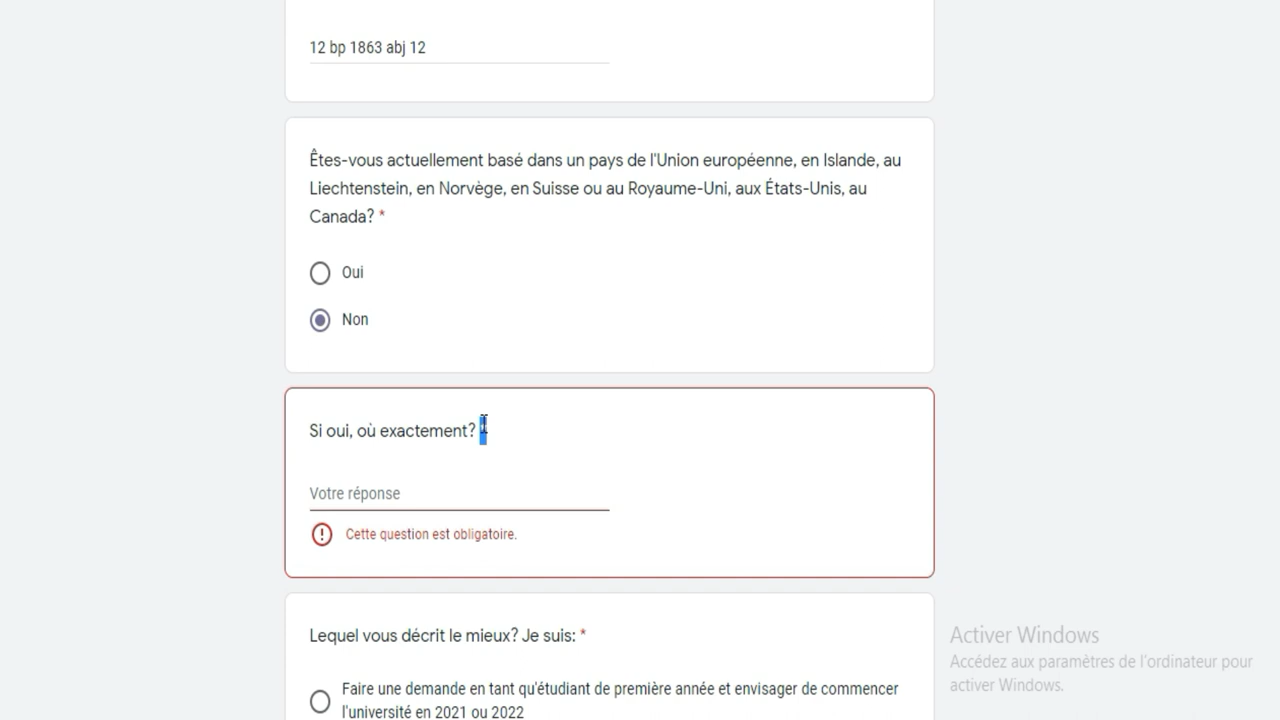 12 bp 1863 abj 12
Êtes-vous actuellement basé dans un pays de l'Union européenne, en Islande, au
Liechtenstein, en Norvège, en Suisse ou au Royaume-Uni, aux États-Unis, au
Canada? *
Oui
Non
Si oui, où exactement? *
Votre réponse
Cette question est obligatoire.
Lequel vous décrit le mieux? Je suis: *
Faire une demande en tant qu'étudiant de première année et envisager de commencer
l'université en 2021 ou 2022
Activer Windows
Accédez aux paramètres de l'ordinateur pour
activer Windows.